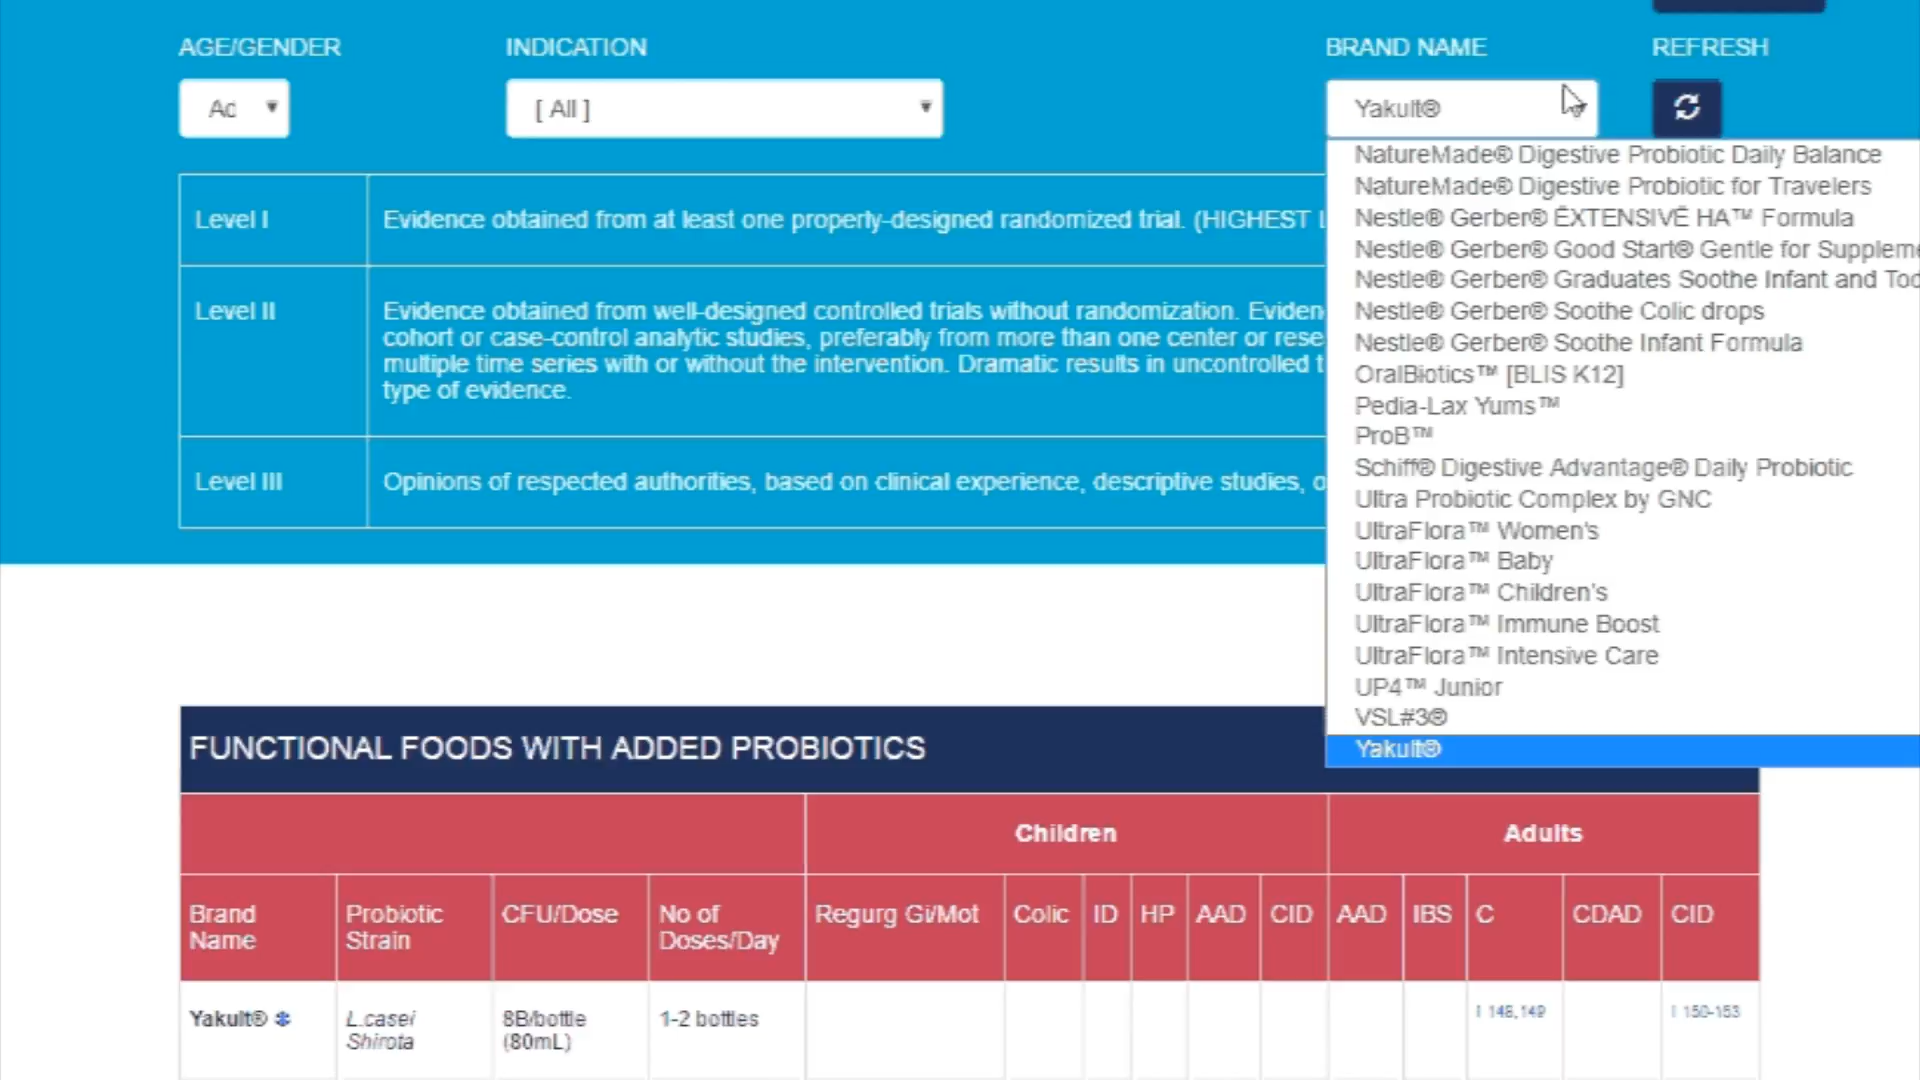 AGE/GENDER
INDICATION
BRAND NAME
REFRESH
Ad
[ All ]
Yakult®
NatureMade® Digestive Probiotic Daily Balance
NatureMade® Digestive Probiotic for Travelers
Nestle® Gerber® EXTENSIVE HA™ Formula
Nestle® Gerber® Good Start® Gentle for Suppleme
Nestle® Gerber® Graduates Soothe Infant and Tod
Nestle® Gerber® Soothe Colic drops
Nestle® Gerber® Soothe Infant Formula
OralBiotics™ [BLIS K12]
Pedia-Lax Yums™
ProB™
Schiff® Digestive Advantage® Daily Probiotic
Ultra Probiotic Complex by GNC
UltraFlora™ Women's
UltraFlora™ Baby
UltraFlora™ Children's
UltraFlora™ Immune Boost
UltraFlora™ Intensive Care
UP4™ Junior
VSL#3®
Yakult®
Level I
Evidence obtained from at least one properly-designed randomized trial. (HIGHEST L
Level II
Evidence obtained from well-designed controlled trials without randomization. Eviden
cohort or case-control analytic studies, preferably from more than one center or rese
multiple time series with or without the intervention. Dramatic results in uncontrolled t
type of evidence.
Level III
Opinions of respected authorities, based on clinical experience, descriptive studies, o
FUNCTIONAL FOODS WITH ADDED PROBIOTICS
Children
Adults
Brand
Name
Probiotic
Strain
CFU/Dose
No of
Doses/Day
Regurg Gi/Mot
Colic
ID
HP
AAD
CID
AAD
IBS
C
CDAD
CID
Yakult® *
L.casei
Shirota
8B/bottle
(80mL)
1-2 bottles
I 148,149
I 150-153